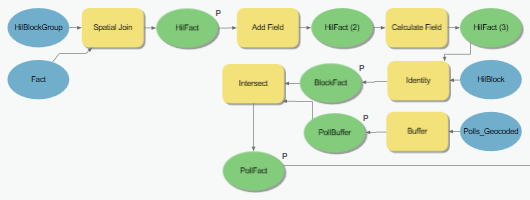 HilBlockGroup
Spatial Join
HilFact
P
Add Field
HilFact (2)
Calculate Field
HilFact (3)
Fact
Intersect
BlockFact
P
Identity
HilBlock
PollBuffer
P
Buffer
Polls_Geocoded
PollFact
P